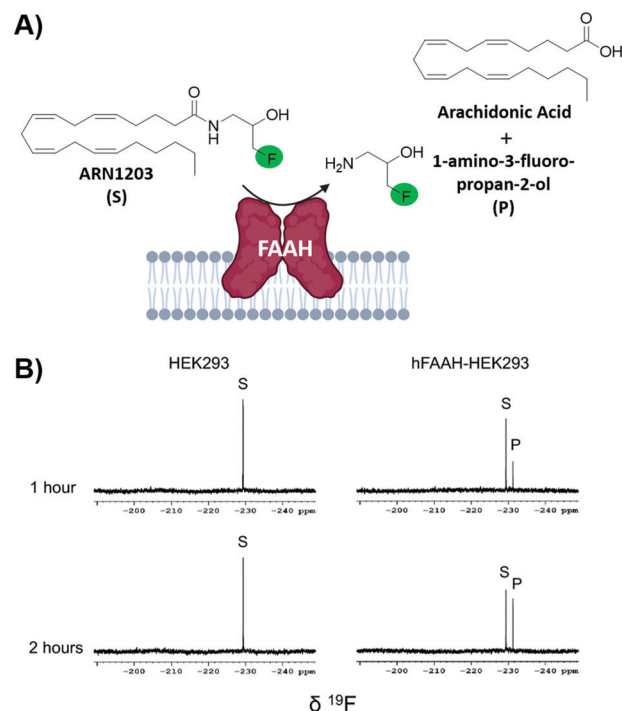 A)
O
OH
Arachidonic Acid
+
1-amino-3-fluoro-
propan-2-ol
(P)
O
N
H
OH
F
ARN1203
(S)
H₂N
OH
F
FAAH
B)
HEK293
hFAAH-HEK293
1 hour
S
-200 -210 -220 -230 -240 ppm
S
P
-200 -210 -220 -230 -240 ppm
2 hours
S
-200 -210 -220 -230 -240 ppm
S
P
-200 -210 -220 -230 -240 ppm
δ ¹⁹F